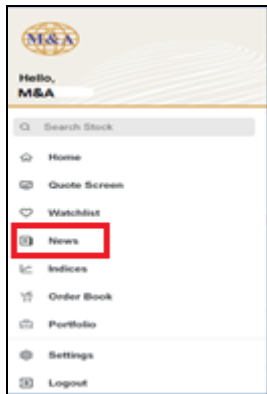 M&A
Hello,
M&A
Search Stock
Home
Quote Screen
Watchlist
News
Indices
Order Book
Portfolio
Settings
Logout